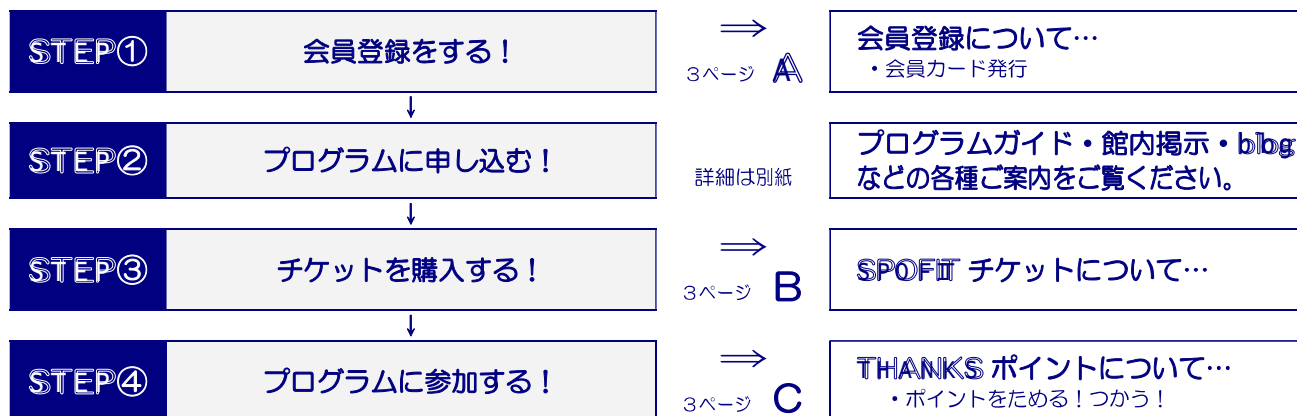 STEP① 会員登録をする！ ⇒ 会員登録について…
3ページ A ・会員カード発行
↓
STEP② プログラムに申し込む！ プログラムガイド・館内掲示・blog
詳細は別紙 などの各種ご案内をご覧ください。
↓
STEP③ チケットを購入する！ ⇒ SPOFIT チケットについて…
3ページ B
↓
STEP④ プログラムに参加する！ ⇒ THANKS ポイントについて…
3ページ C ・ポイントをためる！つかう！